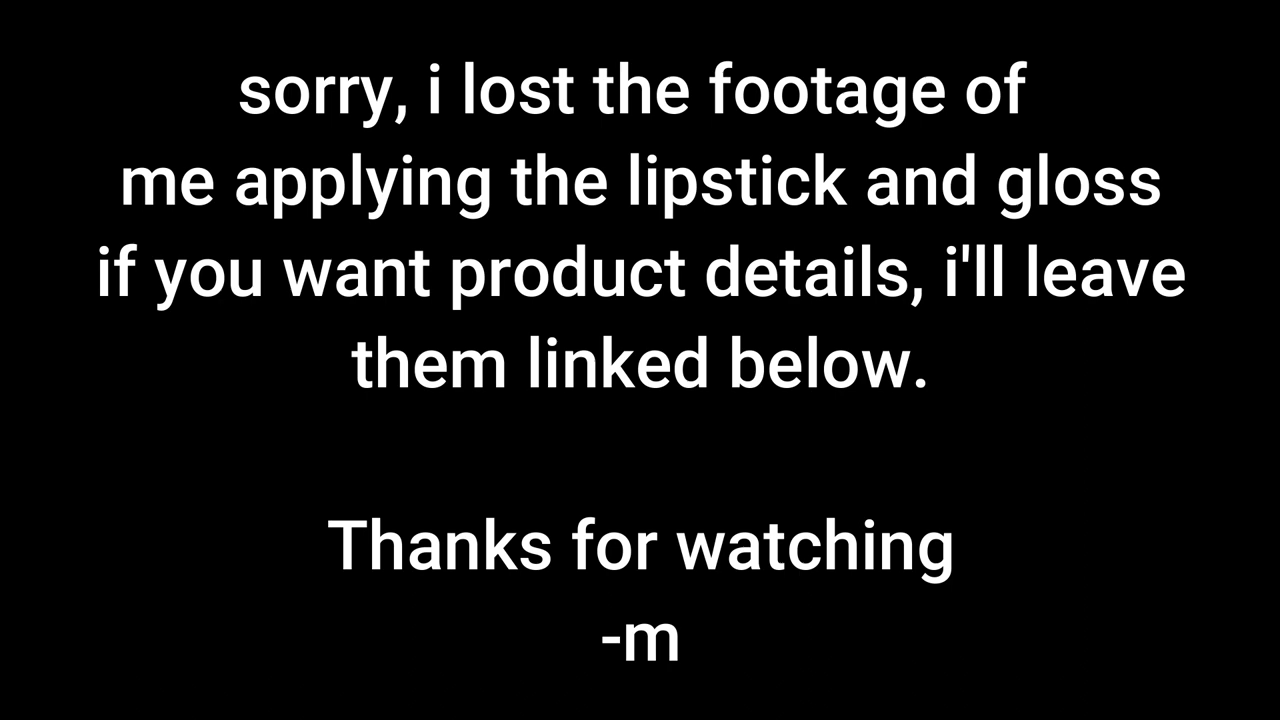 sorry, i lost the footage of
me applying the lipstick and gloss
if you want product details, i'll leave
them linked below.
Thanks for watching
-m